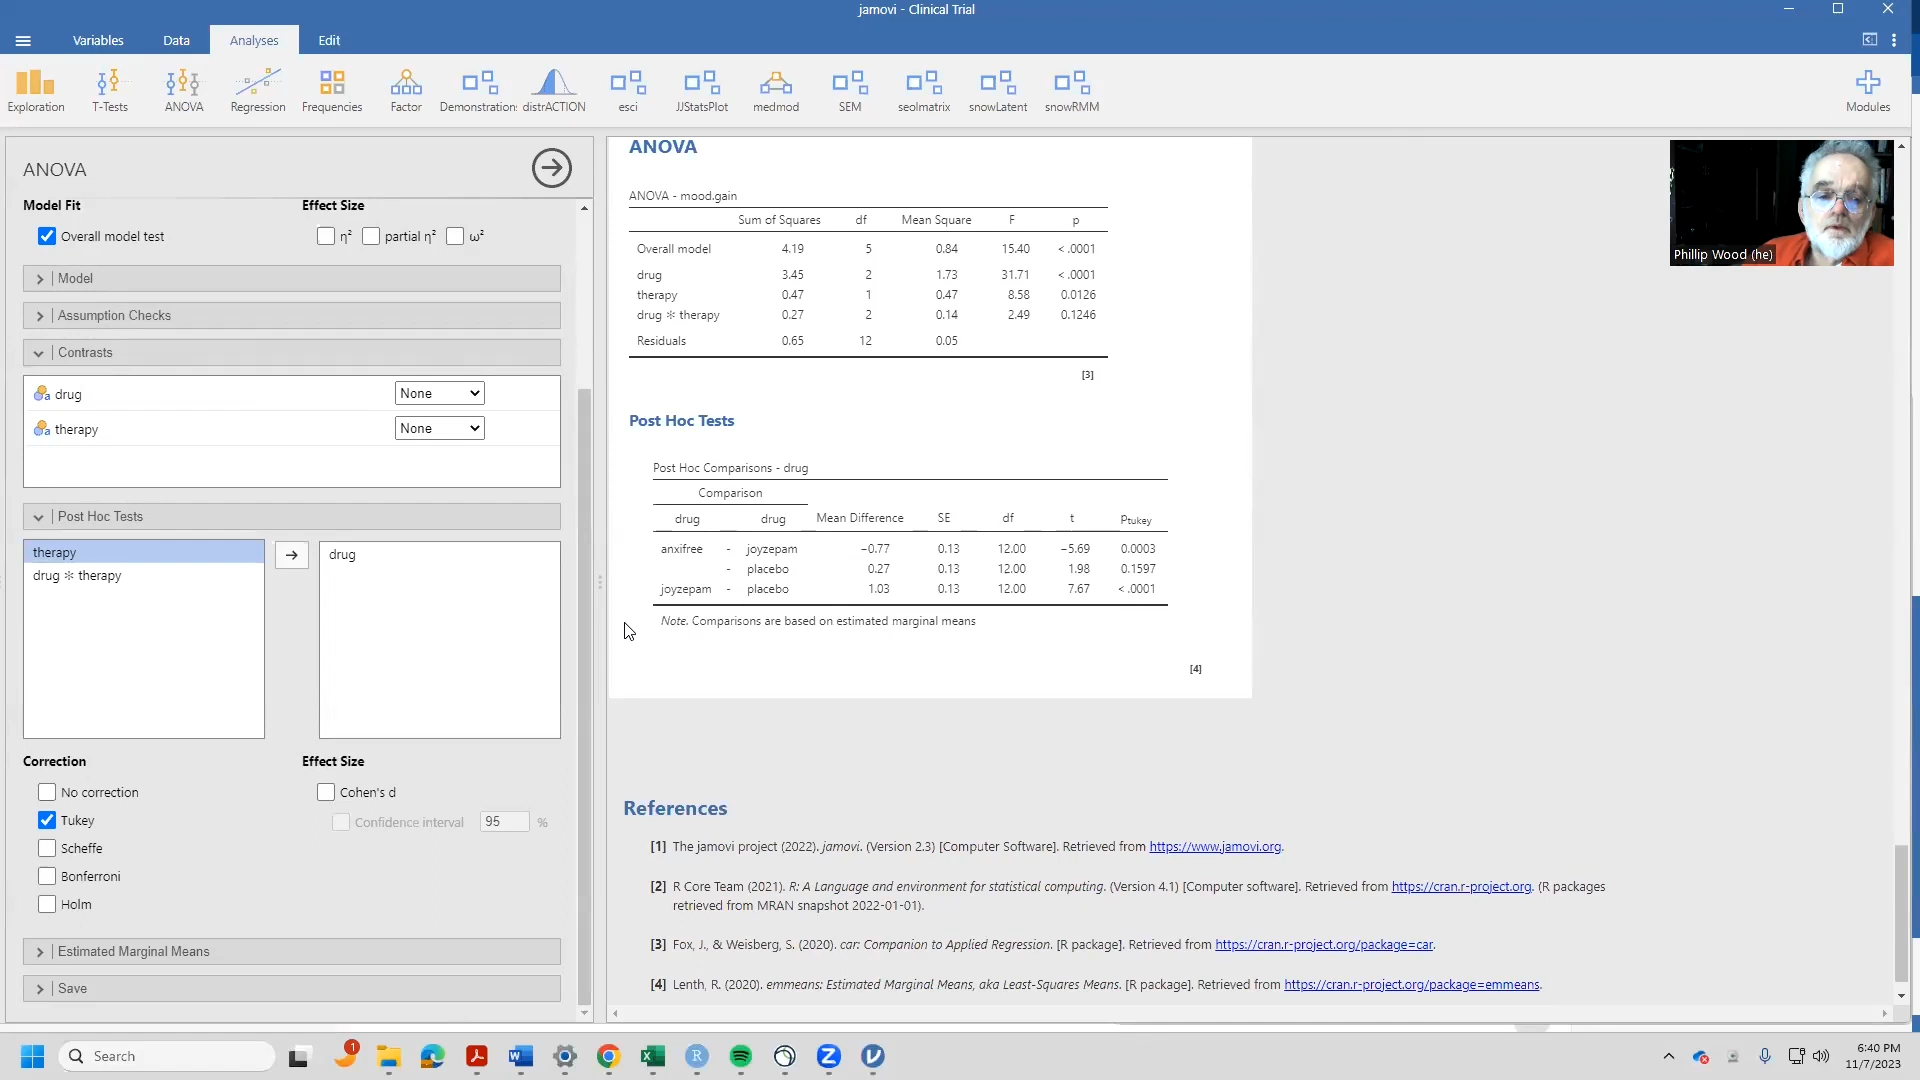 jamovi - Clinical Trial
Variables Data Analyses Edit
Exploration T-Tests ANOVA Regression Frequencies Factor Demonstrations distrACTION esci JJStatsPlot medmod SEM seolmatrix snowLatent snowRMM Modules
ANOVA
Model Fit Effect Size
Overall model test η² partial η² ω²
Model
Assumption Checks
Contrasts
drug None
therapy None
Post Hoc Tests
therapy drug
drug ✻ therapy
Correction Effect Size
No correction Cohen's d
Tukey Confidence interval 95 %
Scheffe
Bonferroni
Holm
Estimated Marginal Means
Save
ANOVA
ANOVA - mood.gain
Sum of Squares df Mean Square F p
Overall model 4.19 5 0.84 15.40 < .0001
drug 3.45 2 1.73 31.71 < .0001
therapy 0.47 1 0.47 8.58 0.0126
drug ✻ therapy 0.27 2 0.14 2.49 0.1246
Residuals 0.65 12 0.05
[3]
Post Hoc Tests
Post Hoc Comparisons - drug
Comparison
drug drug Mean Difference SE df t ptukey
anxifree - joyzepam −0.77 0.13 12.00 −5.69 0.0003
- placebo 0.27 0.13 12.00 1.98 0.1597
joyzepam - placebo 1.03 0.13 12.00 7.67 < .0001
Note. Comparisons are based on estimated marginal means
[4]
References
[1] The jamovi project (2022). jamovi. (Version 2.3) [Computer Software]. Retrieved from https://www.jamovi.org.
[2] R Core Team (2021). R: A Language and environment for statistical computing. (Version 4.1) [Computer software]. Retrieved from https://cran.r-project.org. (R packages
retrieved from MRAN snapshot 2022-01-01).
[3] Fox, J., & Weisberg, S. (2020). car: Companion to Applied Regression. [R package]. Retrieved from https://cran.r-project.org/package=car.
[4] Lenth, R. (2020). emmeans: Estimated Marginal Means, aka Least-Squares Means. [R package]. Retrieved from https://cran.r-project.org/package=emmeans.
Phillip Wood (he)
Search
1
6:40 PM
11/7/2023